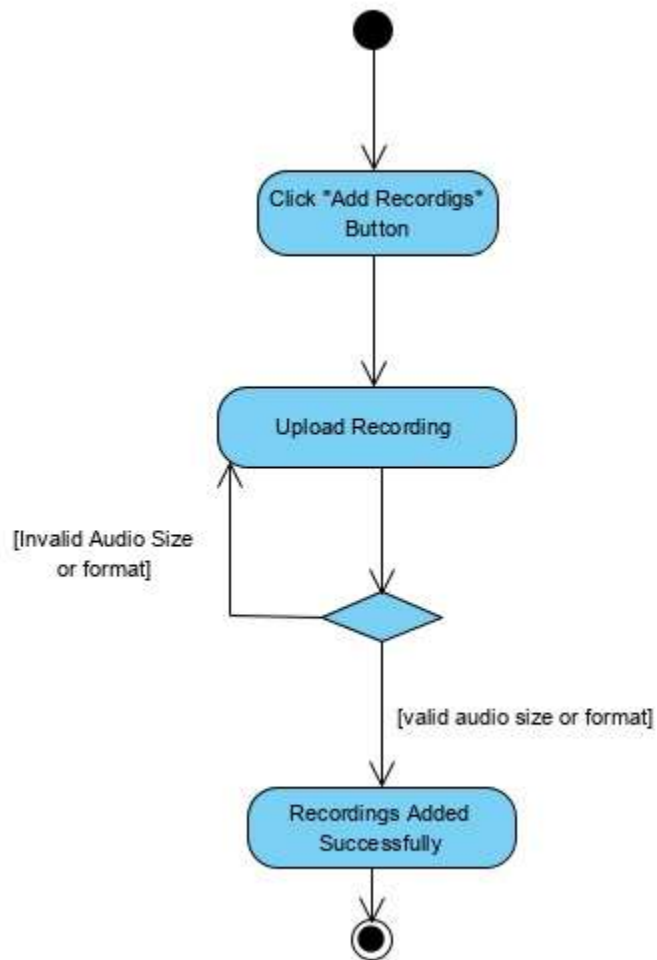 Click "Add Recordigs"
Button
Upload Recording
[Invalid Audio Size
or format]
[valid audio size or format]
Recordings Added
Successfully